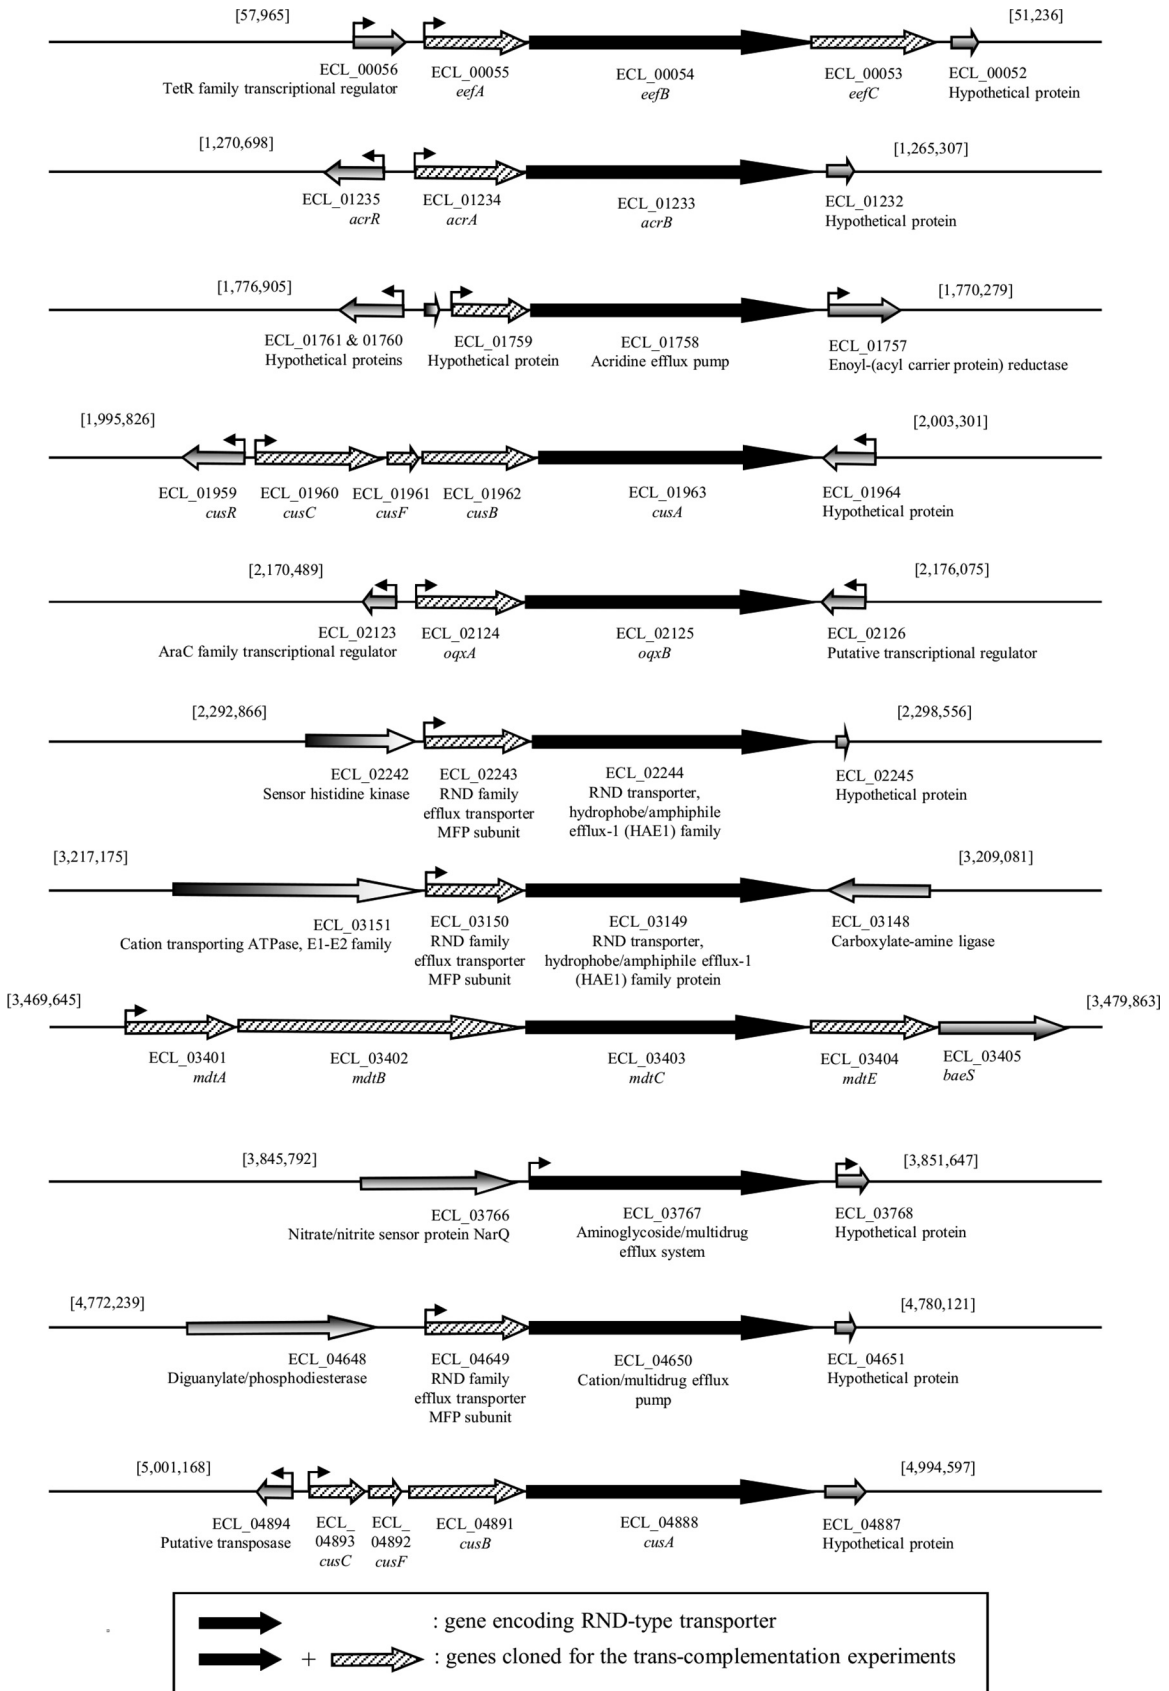 [57,965] [51,236]
ECL_00056 ECL_00055 ECL_00054 ECL_00053 ECL_00052
TetR family transcriptional regulator eefA eefB eefC Hypothetical protein
[1,270,698] [1,265,307]
ECL_01235 ECL_01234 ECL_01233 ECL_01232
acrR acrA acrB Hypothetical protein
[1,776,905] [1,770,279]
ECL_01761 & 01760 ECL_01759 ECL_01758 ECL_01757
Hypothetical proteins Hypothetical protein Acridine efflux pump Enoyl-(acyl carrier protein) reductase
[1,995,826] [2,003,301]
ECL_01959 ECL_01960 ECL_01961 ECL_01962 ECL_01963 ECL_01964
cusR cusC cusF cusB cusA Hypothetical protein
[2,170,489] [2,176,075]
ECL_02123 ECL_02124 ECL_02125 ECL_02126
AraC family transcriptional regulator oqxA oqxB Putative transcriptional regulator
[2,292,866] [2,298,556]
ECL_02242 ECL_02243 ECL_02244 ECL_02245
Sensor histidine kinase RND family RND transporter, Hypothetical protein
efflux transporter hydrophobe/amphiphile
MFP subunit efflux-1 (HAE1) family
[3,217,175] [3,209,081]
ECL_03151 ECL_03150 ECL_03149 ECL_03148
Cation transporting ATPase, E1-E2 family RND family RND transporter, Carboxylate-amine ligase
efflux transporter hydrophobe/amphiphile efflux-1
MFP subunit (HAE1) family protein
[3,469,645] [3,479,863]
ECL_03401 ECL_03402 ECL_03403 ECL_03404 ECL_03405
mdtA mdtB mdtC mdtE baeS
[3,845,792] [3,851,647]
ECL_03766 ECL_03767 ECL_03768
Nitrate/nitrite sensor protein NarQ Aminoglycoside/multidrug Hypothetical protein
efflux system
[4,772,239] [4,780,121]
ECL_04648 ECL_04649 ECL_04650 ECL_04651
Diguanylate/phosphodiesterase RND family Cation/multidrug efflux Hypothetical protein
efflux transporter pump
MFP subunit
[5,001,168] [4,994,597]
ECL_04894 ECL_ ECL_ ECL_04891 ECL_04888 ECL_04887
Putative transposase 04893 04892 cusB cusA Hypothetical protein
cusC cusF
: gene encoding RND-type transporter
+ : genes cloned for the trans-complementation experiments